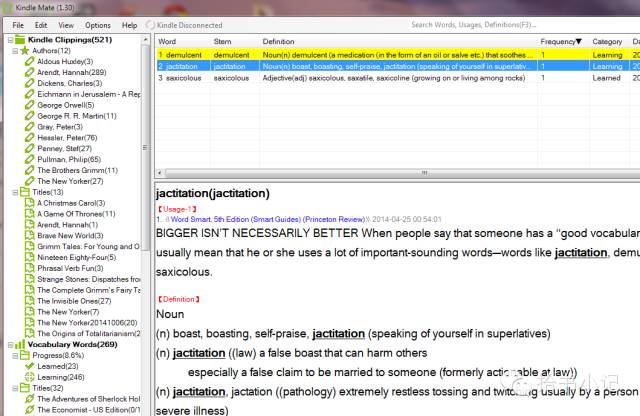 Kindle Mate (1.30)
File Edit View Help Kindle Disconnected Search Words, Usages, Definitions(F3)...
Kindle Clippings(521)
Authors(12)
Aldous Huxley(3)
Arendt, Hannah(289)
Dickens, Charles(3)
Eichmann in Jerusalem - A Rep
George Orwell(5)
George R. R. Martin(7)
Gray, Peter(3)
Hessler, Peter(76)
Penney, Stef(27)
Pullman, Philip(65)
The Brothers Grimm(11)
The New Yorker(27)
Titles(13)
A Christmas Carol(3)
A Game Of Thrones(11)
Arendt, Hannah(1)
Brave New World(3)
Grimm Tales: For Young and O
Nineteen Eighty-Four(5)
Phrasal Verb Fun(3)
Strange Stones: Dispatches from
The Complete Grimm's Fairy Ta
The Invisible Ones(27)
The New Yorker(7)
The New Yorker20141006(20)
The Origins of Totalitarianism(2
Vocabulary Words(269)
Progress(8.6%)
Learned(23)
Learning(246)
Titles(32)
The Adventures of Sherlock Hol
The Economist - US Edition(0/1
Word Stem Definition Frequency Category Da
1 demulcent demulcent Noun(n) demulcent (a medication (in the form of an oil or salve etc.) that soothes ... 1 Learning 20
2 jactitation jactitation Noun(n) boast, boasting, self-praise, jactitation (speaking of yourself in superlativ... 1 Learning 20
3 saxicolous saxicolous Adjective(adj) saxicolous, saxatile, saxicoline (growing on or living among rocks) 1 Learned 20
jactitation(jactitation)
【Usage-1】
1. 《Word Smart, 5th Edition (Smart Guides) (Princeton Review)》 2014-04-25 00:54:01
BIGGER ISN'T NECESSARILY BETTER When people say that someone has a “good vocabular
usually mean that he or she uses a lot of important-sounding words—words like jactitation, demu
saxicolous.
【Definition】
Noun
(n) boast, boasting, self-praise, jactitation (speaking of yourself in superlatives)
(n) jactitation ((law) a false boast that can harm others
especially a false claim to be married to someone (formerly actionable at law))
(n) jactitation, jactation ((pathology) extremely restless tossing and twitching usually by a person
severe illness)
拾书小记